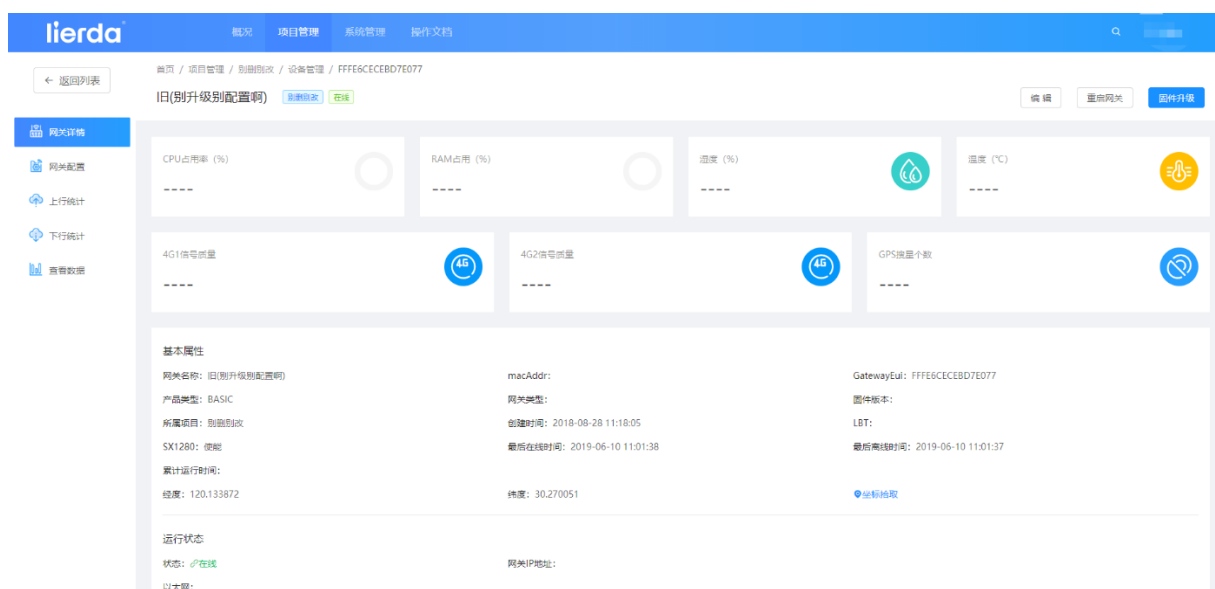 lierda 概况 项目管理 系统管理 操作文档
← 返回列表
首页 / 项目管理 / 别删别改 / 设备管理 / FFFE6CECEBD7E077
旧(别升级别配置啊) 别删别改 在线 编辑 重启网关 固件升级
网关详情
网关配置
上行统计
下行统计
查看数据
CPU占用率 (%) RAM占用 (%) 湿度 (%) 温度 (℃)
---- ---- ---- ----
4G1信号质量 4G 4G2信号质量 4G GPS搜星个数
---- ---- ----
基本属性
网关名称: 旧(别升级别配置啊) macAddr: GatewayEui: FFFE6CECEBD7E077
产品类型: BASIC 网关类型: 固件版本:
所属项目: 别删别改 创建时间: 2018-08-28 11:18:05 LBT:
SX1280: 使能 最后在线时间: 2019-06-10 11:01:38 最后离线时间: 2019-06-10 11:01:37
累计运行时间:
经度: 120.133872 纬度: 30.270051 坐标拾取
运行状态
状态: 在线 网关IP地址:
以太网: